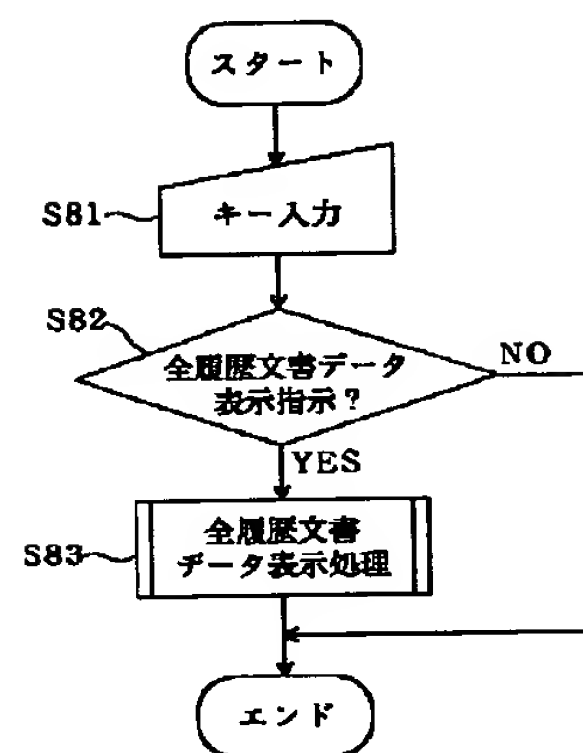 スタート
S81
キー入力
S82
全履歴文書データ
表示指示?
NO
YES
S83
全履歴文書
データ表示処理
エンド